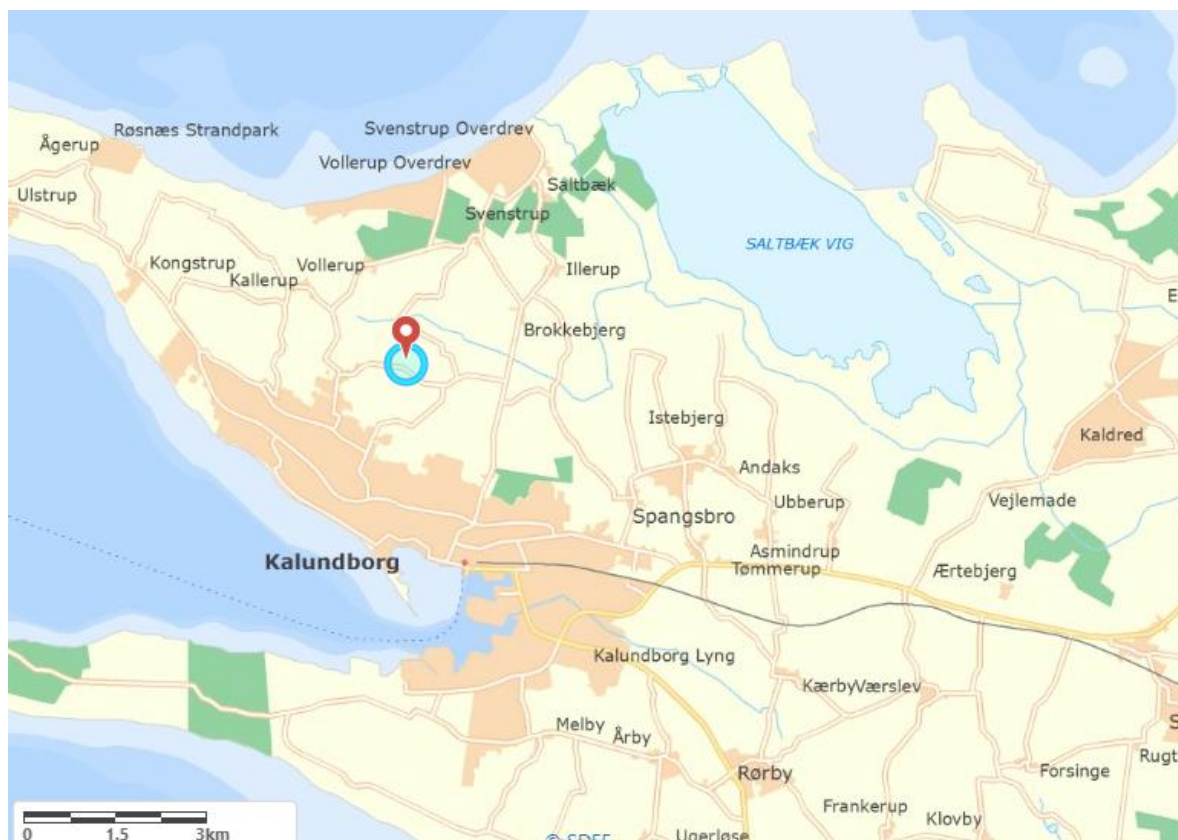 Røsnæs Strandpark
Svenstrup Overdrev
Ågerup
Vollerup Overdrev
Ulstrup
Saltbæk
Svenstrup
SALTBÆK VIG
Kongstrup
Vollerup
Kallerup
Illerup
Brokkebjerg
Istebjerg
Kaldred
Andaks
Ubberup
Vejlemade
Spangsbro
Asmindrup
Kalundborg
Tømmerup
Ærtebjerg
Kalundborg Lyng
Kærby
Værslev
Melby
Årby
Rørby
Forsinge
Rugt
Frankerup
Klovby
0 1.5 3km
© SDFE
Ugerløse